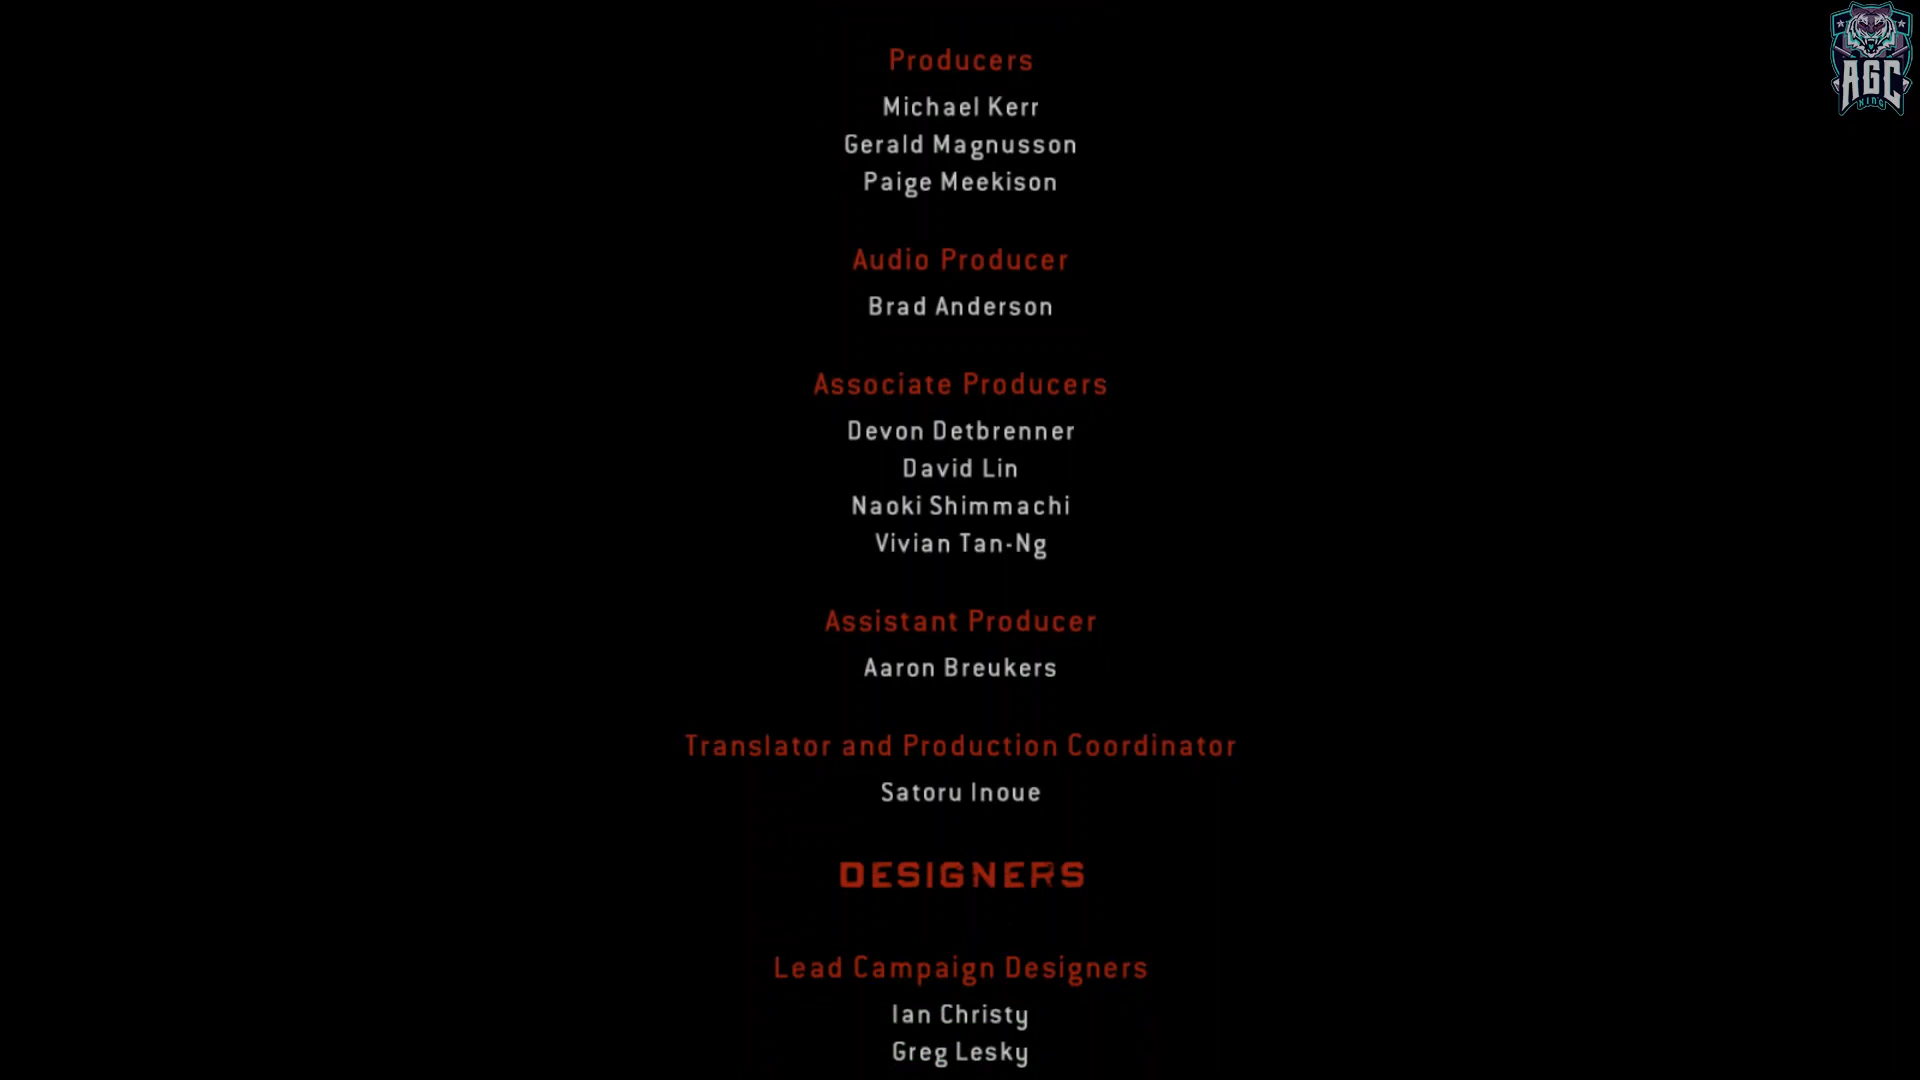 AGC
KING
Producers
Michael Kerr
Gerald Magnusson
Paige Meekison
Audio Producer
Brad Anderson
Associate Producers
Devon Detbrenner
David Lin
Naoki Shimmachi
Vivian Tan-Ng
Assistant Producer
Aaron Breukers
Translator and Production Coordinator
Satoru Inoue
DESIGNERS
Lead Campaign Designers
Ian Christy
Greg Lesky